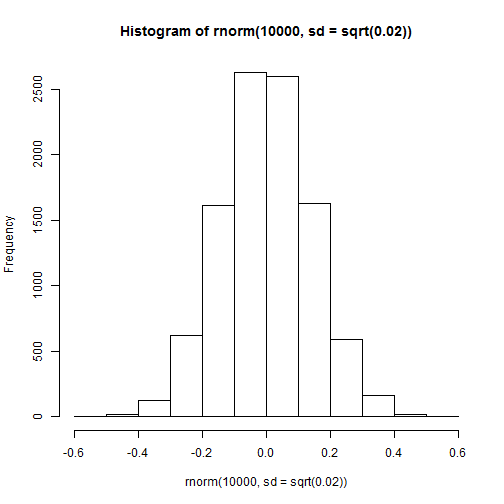 Histogram of rnorm(10000, sd = sqrt(0.02))
Frequency
2500
2000
1500
1000
500
0
-0.6 -0.4 -0.2 0.0 0.2 0.4 0.6
rnorm(10000, sd = sqrt(0.02))